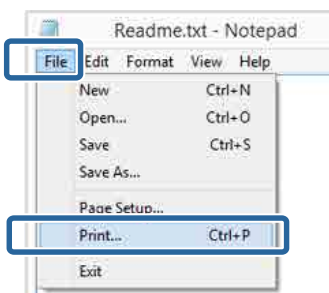 Readme.txt - Notepad
File Edit Format View Help
New Ctrl+N
Open... Ctrl+O
Save Ctrl+S
Save As...
Page Setup...
Print... Ctrl+P
Exit